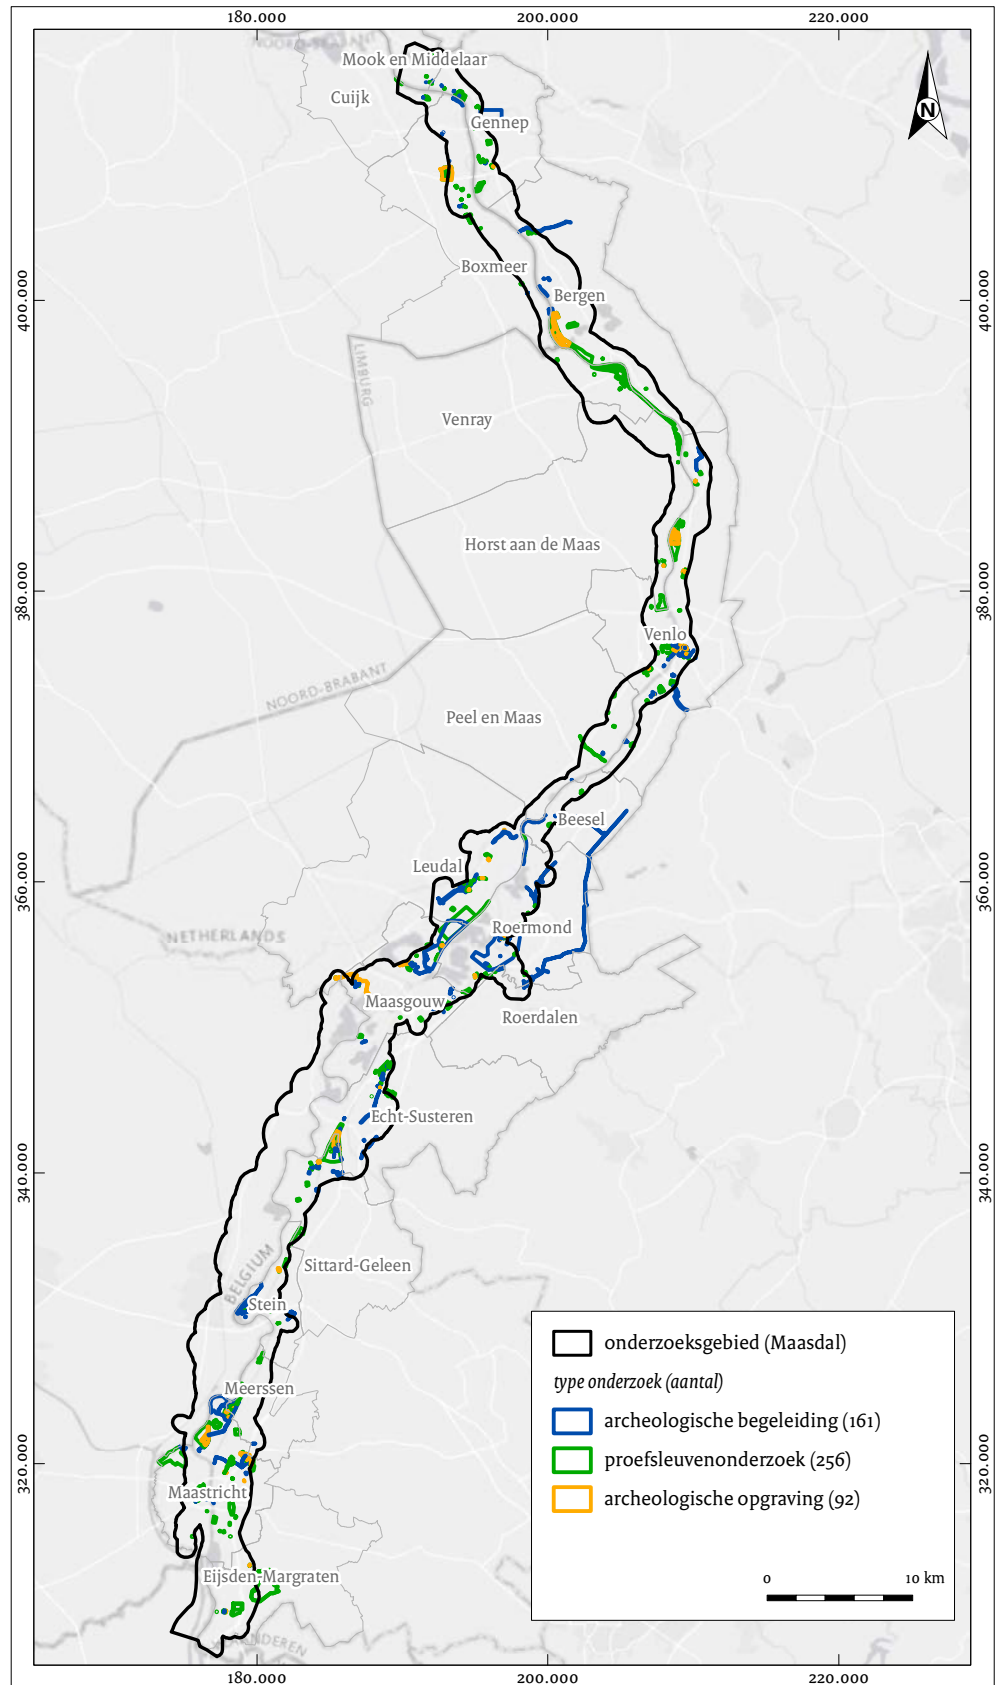 180.000
200.000
220.000
NOORD-BRABANT
Mook en Middelaar
Cuijk
Gennep
N
Boxmeer
Bergen
400.000
400.000
LIMBURG
Venray
Horst aan de Maas
380.000
380.000
Venlo
NOORD-BRABANT
Peel en Maas
Beesel
Leudal
360.000
360.000
Roermond
NETHERLANDS
Maasgouw
Roerdalen
Echt-Susteren
340.000
340.000
BELGIUM
Sittard-Geleen
Stein
Meerssen
320.000
320.000
Maastricht
Eijsden-Margraten
onderzoeksgebied (Maasdal)
type onderzoek (aantal)
archeologische begeleiding (161)
proefsleuvenonderzoek (256)
archeologische opgraving (92)
0
10 km
180.000
200.000
220.000